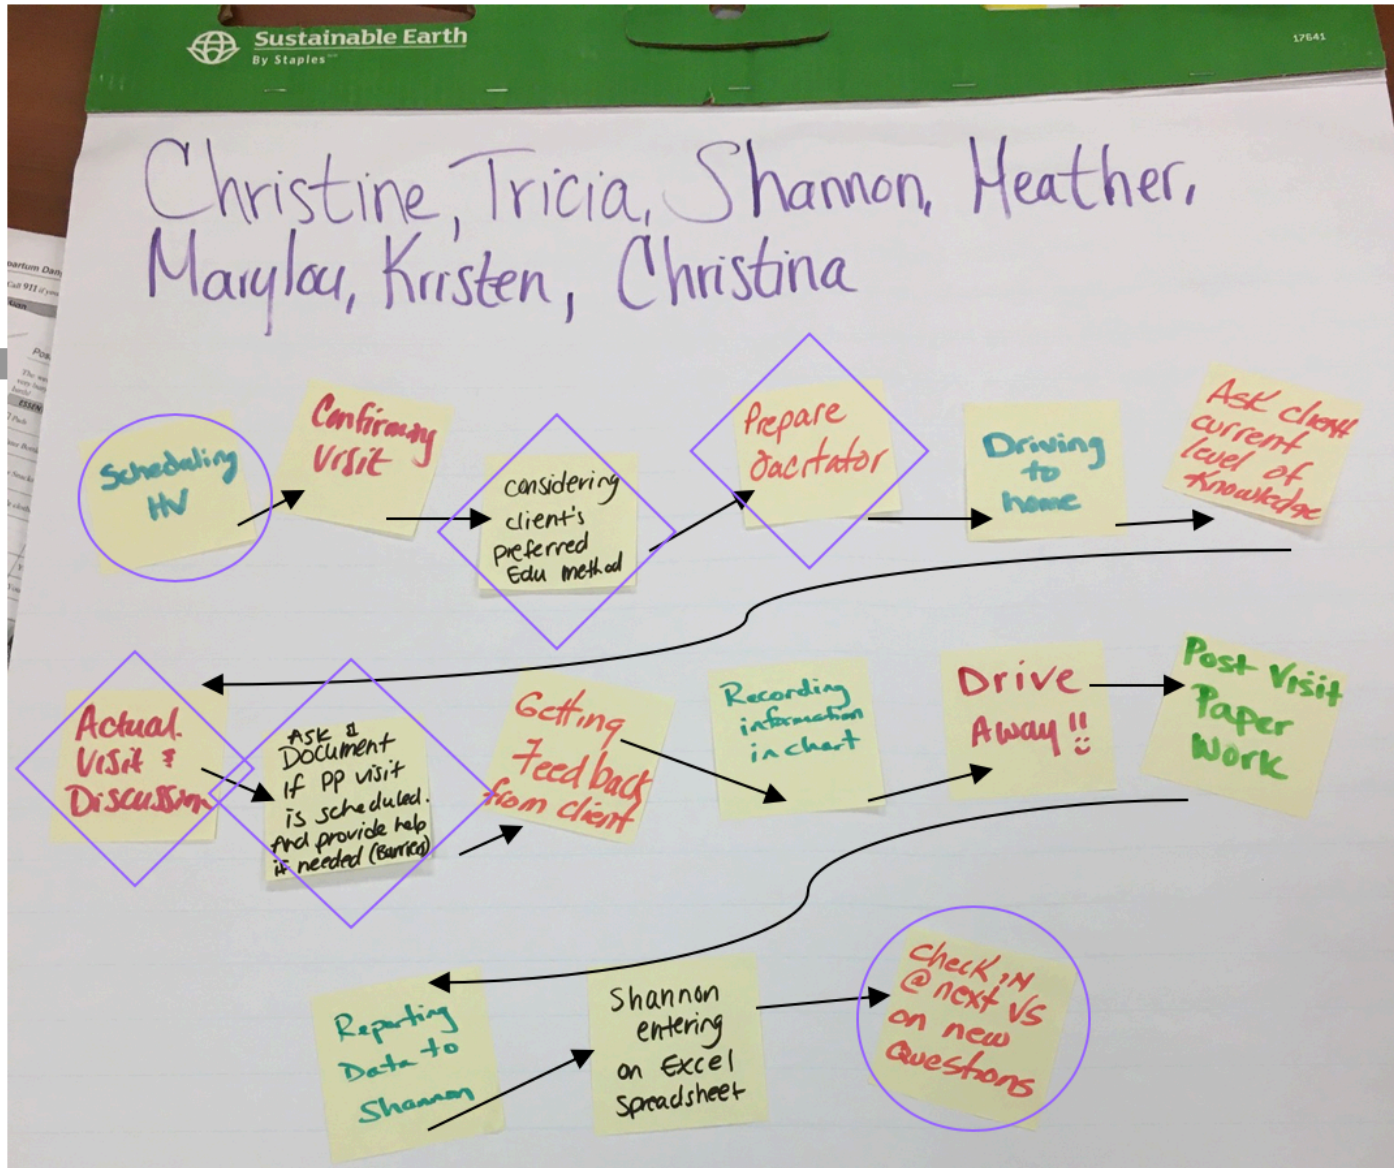 Sustainable Earth
By Staples
17641
Christine, Tricia, Shannon, Heather,
Marylou, Kristen, Christina
Scheduling
HV
Confirming
Visit
considering
client's
preferred
Edu method
Prepare
Driving
to
home
Ask client
current
level of
Knowledge
Actual
Visit &
Discussion
Ask &
Document
if PP visit
is scheduled.
And provide help
if needed (Barriers)
Getting
Feedback
from client
Recording
information
in chart
Drive
Away!!
Post Visit
Paper
Work
Reporting
Data to
Shannon
Shannon
entering
on Excel
Spreadsheet
Check in
@ next VS
on new
Questions